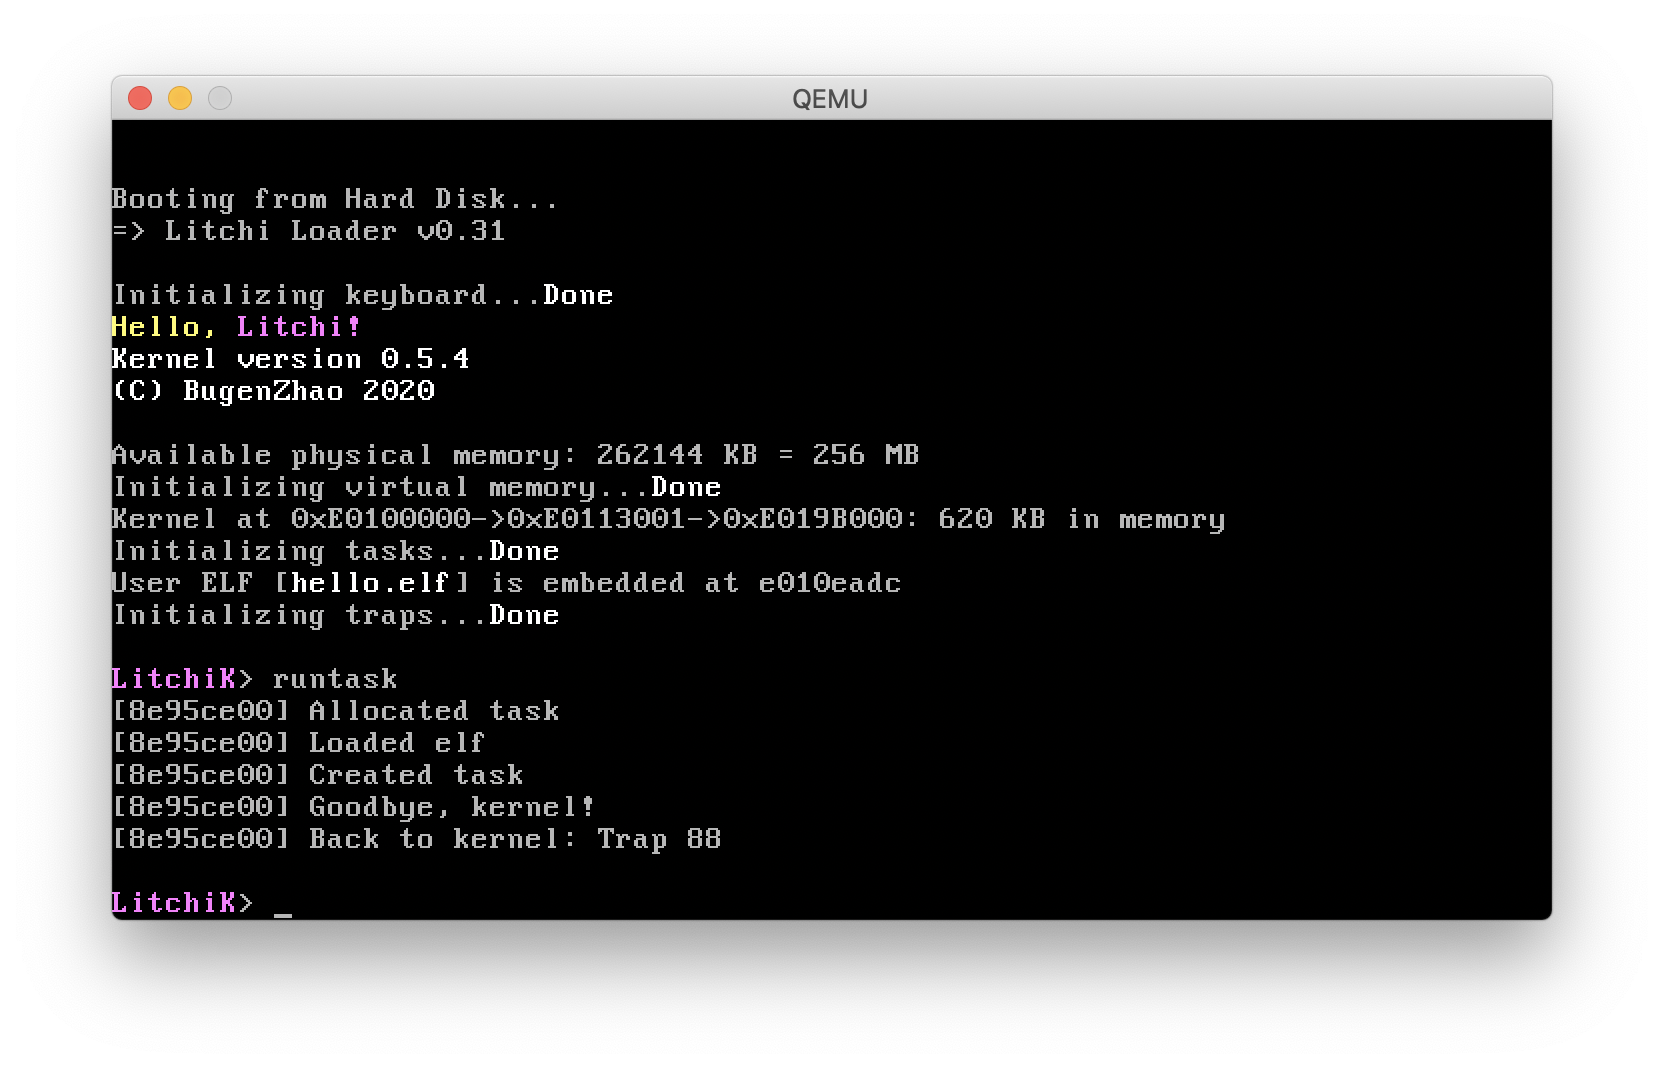 QEMU
Booting from Hard Disk...
=> Litchi Loader v0.31
Initializing keyboard...Done
Hello, Litchi!
Kernel version 0.5.4
(C) BugenZhao 2020
Available physical memory: 262144 KB = 256 MB
Initializing virtual memory...Done
Kernel at 0xE0100000->0xE0113001->0xE019B000: 620 KB in memory
Initializing tasks...Done
User ELF [hello.elf] is embedded at e010eadc
Initializing traps...Done
LitchiK> runtask
[8e95ce00] Allocated task
[8e95ce00] Loaded elf
[8e95ce00] Created task
[8e95ce00] Goodbye, kernel!
[8e95ce00] Back to kernel: Trap 88
LitchiK> _